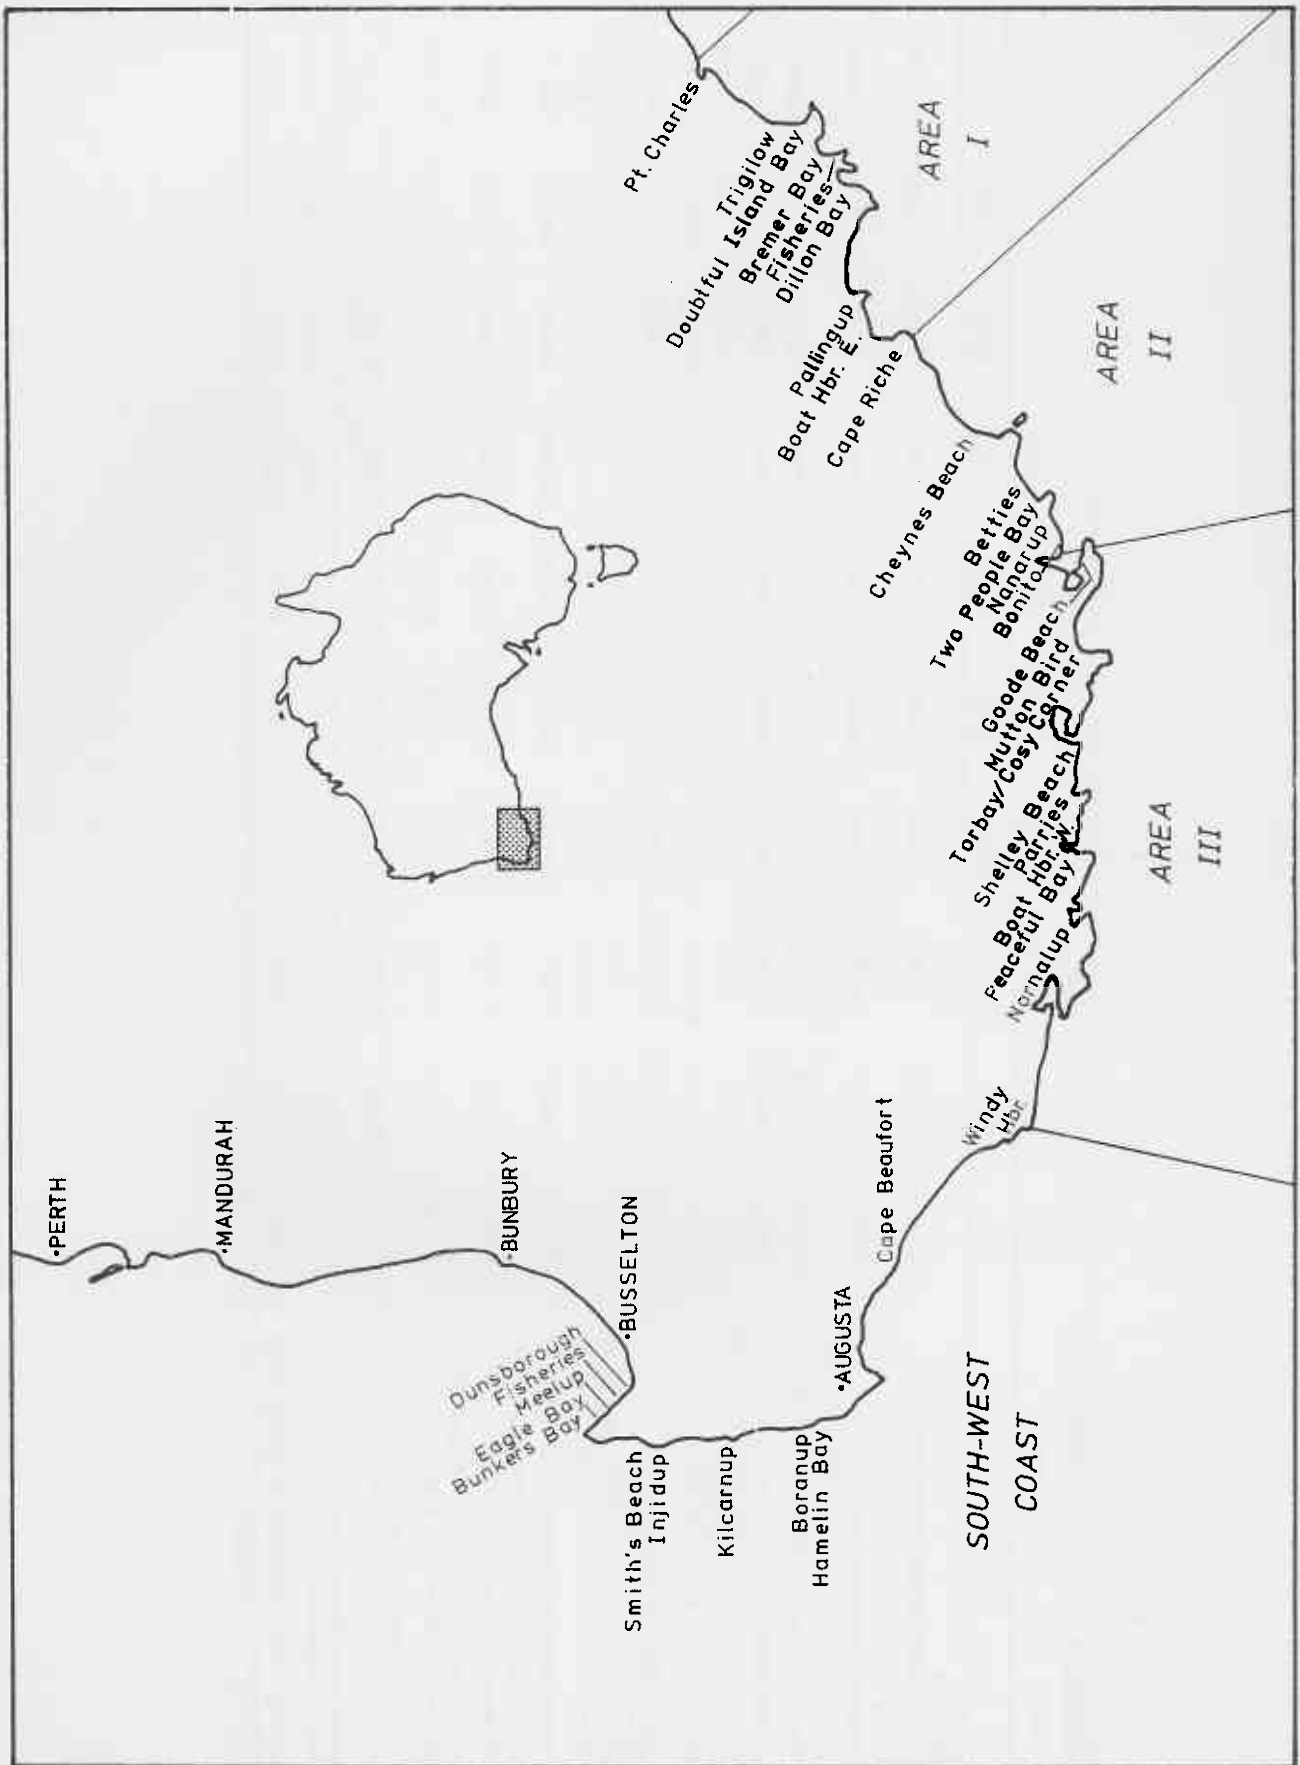 PERTH
MANDURAH
BUNBURY
BUSSELTON
Dunsborough
Fisheries
Meelup
Eagle Bay
Bunkers Bay
Smith's Beach
Injidup
Kilcarnup
Boranup
Hamelin Bay
AUGUSTA
Cape Beaufort
SOUTH-WEST
COAST
Windy
Hbr.
Nornalup
Peaceful Bay
Boat Hbr. W.
Parries
Shelley Beach
Torbay/Cosy Corner
Mutton Bird
Goode Beach
AREA
III
Bonito
Nanarup
Two People Bay
Betties
Cheynes Beach
AREA
II
Cape Riche
Boat Hbr. E.
Pallingup
Dillon Bay
Fisheries
Bremer Bay
Doubtful Island Bay
Trigilow
Pt. Charles
AREA
I